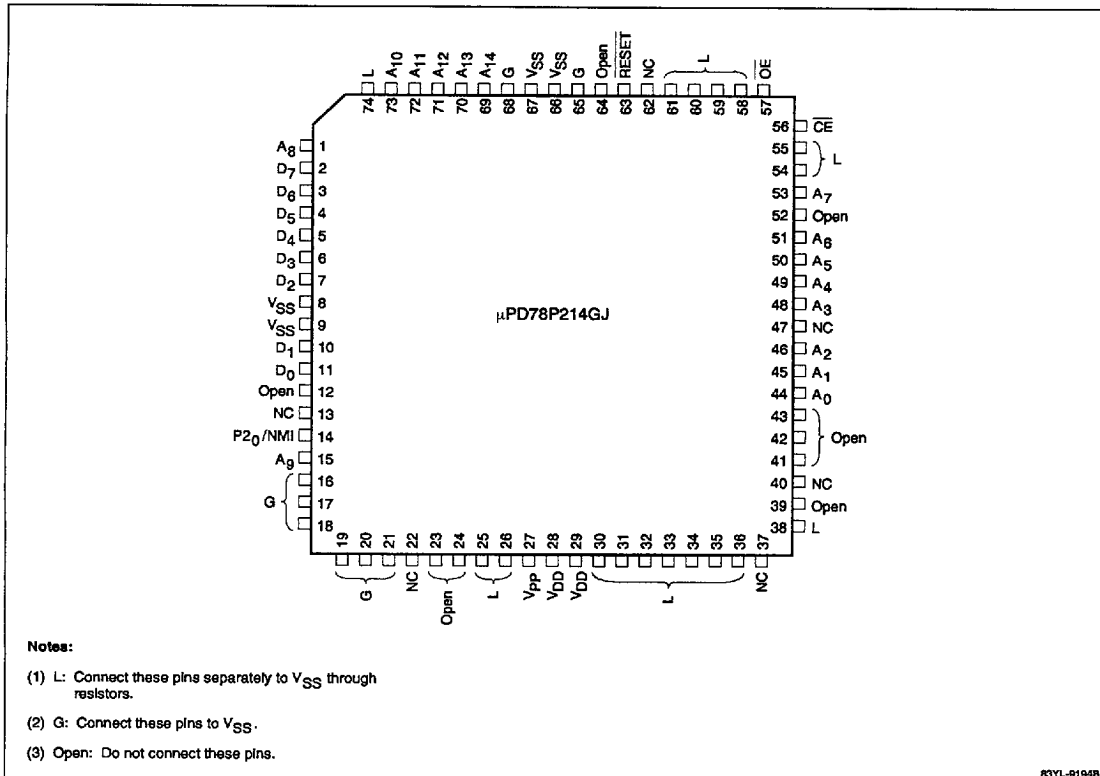 L A10 A11 A12 A13 A14 G VSS VSS G Open RESET NC L OE
74 73 72 71 70 69 68 67 66 65 64 63 62 61 60 59 58 57
A8 1
D7 2
D6 3
D5 4
D4 5
D3 6
D2 7
VSS 8
VSS 9
D1 10
D0 11
Open 12
NC 13
P20/NMI 14
A9 15
G 16
17
18
μPD78P214GJ
56 CE
55 L
54
53 A7
52 Open
51 A6
50 A5
49 A4
48 A3
47 NC
46 A2
45 A1
44 A0
43
42 Open
41
40 NC
39 Open
38 L
19 20 21 22 23 24 25 26 27 28 29 30 31 32 33 34 35 36 37
G NC Open L VPP VDD VDD L NC
Notes:
(1) L: Connect these pins separately to VSS through
resistors.
(2) G: Connect these pins to VSS.
(3) Open: Do not connect these pins.
83YL-9194B